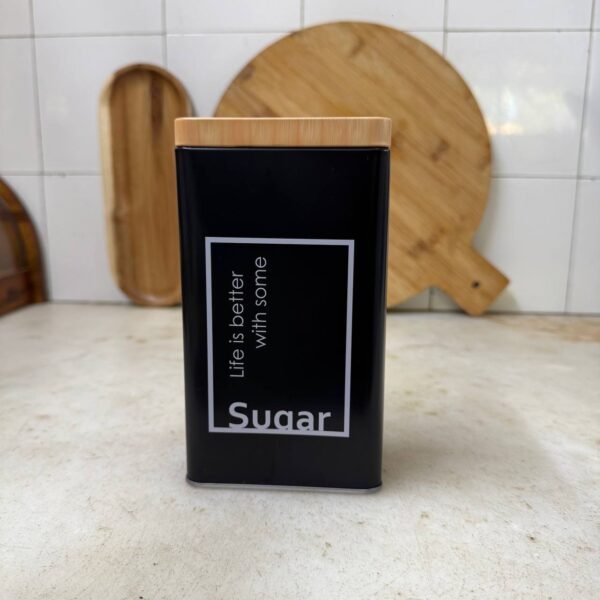 Life is better
with some
Sugar